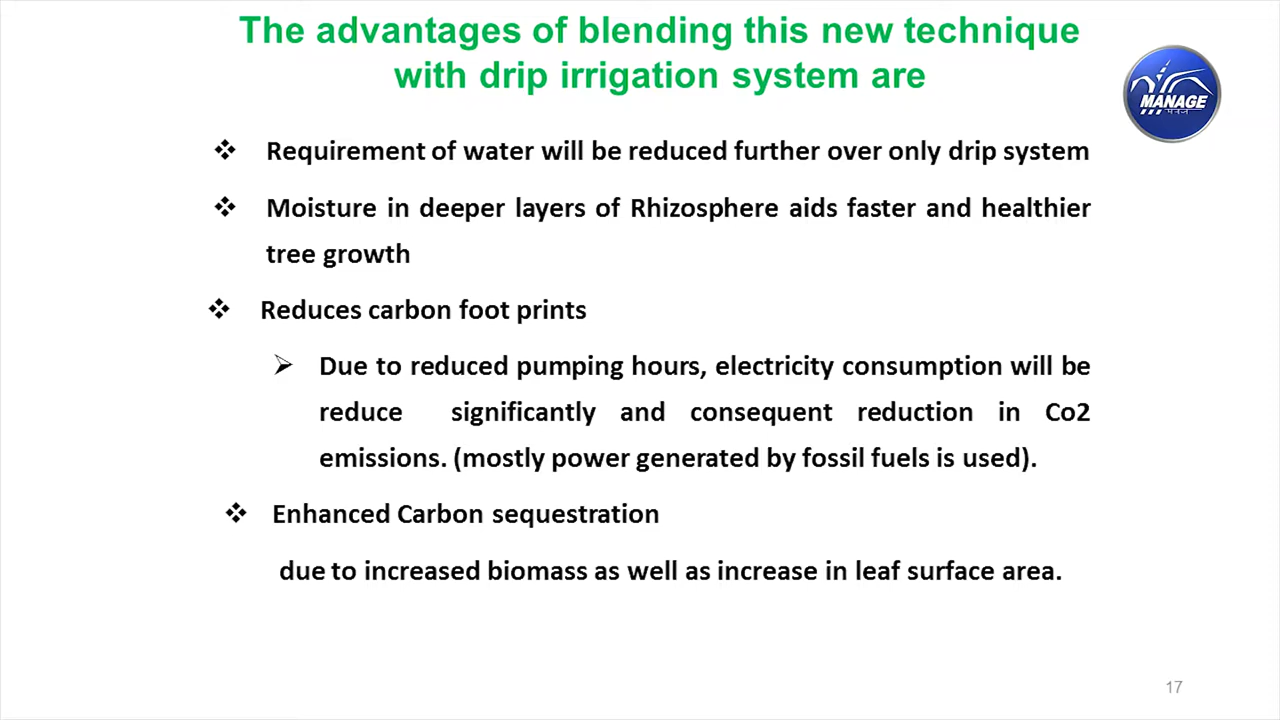 The advantages of blending this new technique
with drip irrigation system are
MANAGE
मैनेज
❖ Requirement of water will be reduced further over only drip system
❖ Moisture in deeper layers of Rhizosphere aids faster and healthier
tree growth
❖ Reduces carbon foot prints
➢ Due to reduced pumping hours, electricity consumption will be
reduce significantly and consequent reduction in Co2
emissions. (mostly power generated by fossil fuels is used).
❖ Enhanced Carbon sequestration
due to increased biomass as well as increase in leaf surface area.
17